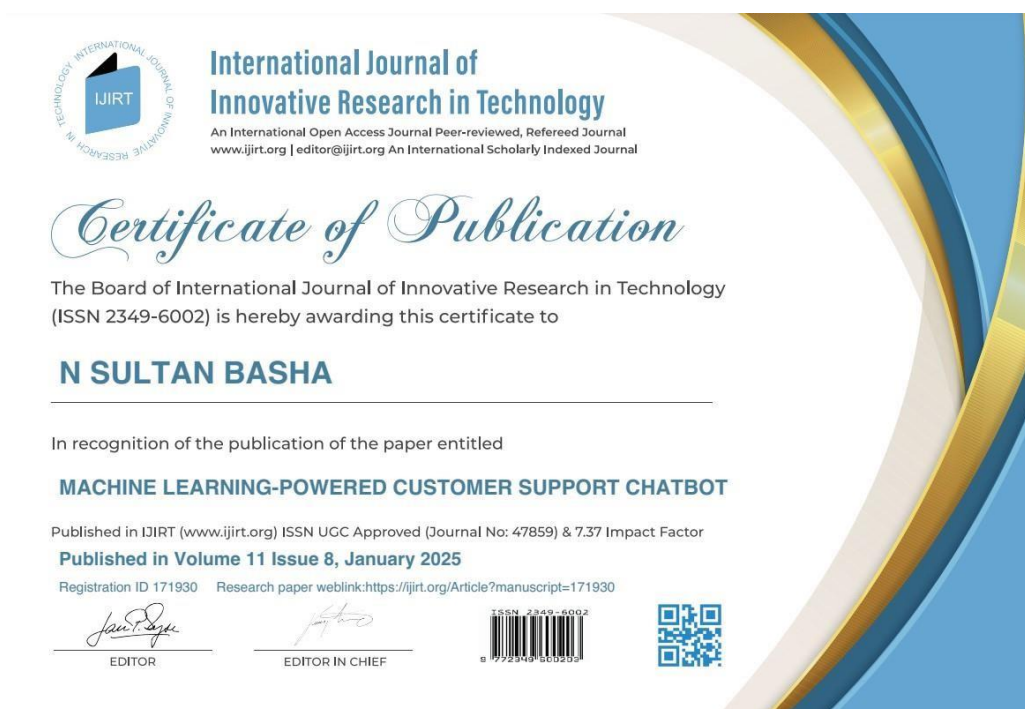 INTERNATIONAL JOURNAL OF INNOVATIVE RESEARCH IN TECHNOLOGY
IJIRT
International Journal of
Innovative Research in Technology
An International Open Access Journal Peer-reviewed, Refereed Journal
www.ijirt.org | editor@ijirt.org An International Scholarly Indexed Journal
Certificate of Publication
The Board of International Journal of Innovative Research in Technology
(ISSN 2349-6002) is hereby awarding this certificate to
N SULTAN BASHA
In recognition of the publication of the paper entitled
MACHINE LEARNING-POWERED CUSTOMER SUPPORT CHATBOT
Published in IJIRT (www.ijirt.org) ISSN UGC Approved (Journal No: 47859) & 7.37 Impact Factor
Published in Volume 11 Issue 8, January 2025
Registration ID 171930 Research paper weblink:https://ijirt.org/Article?manuscript=171930
EDITOR
EDITOR IN CHIEF
ISSN 2349-6002
9 772349 600203